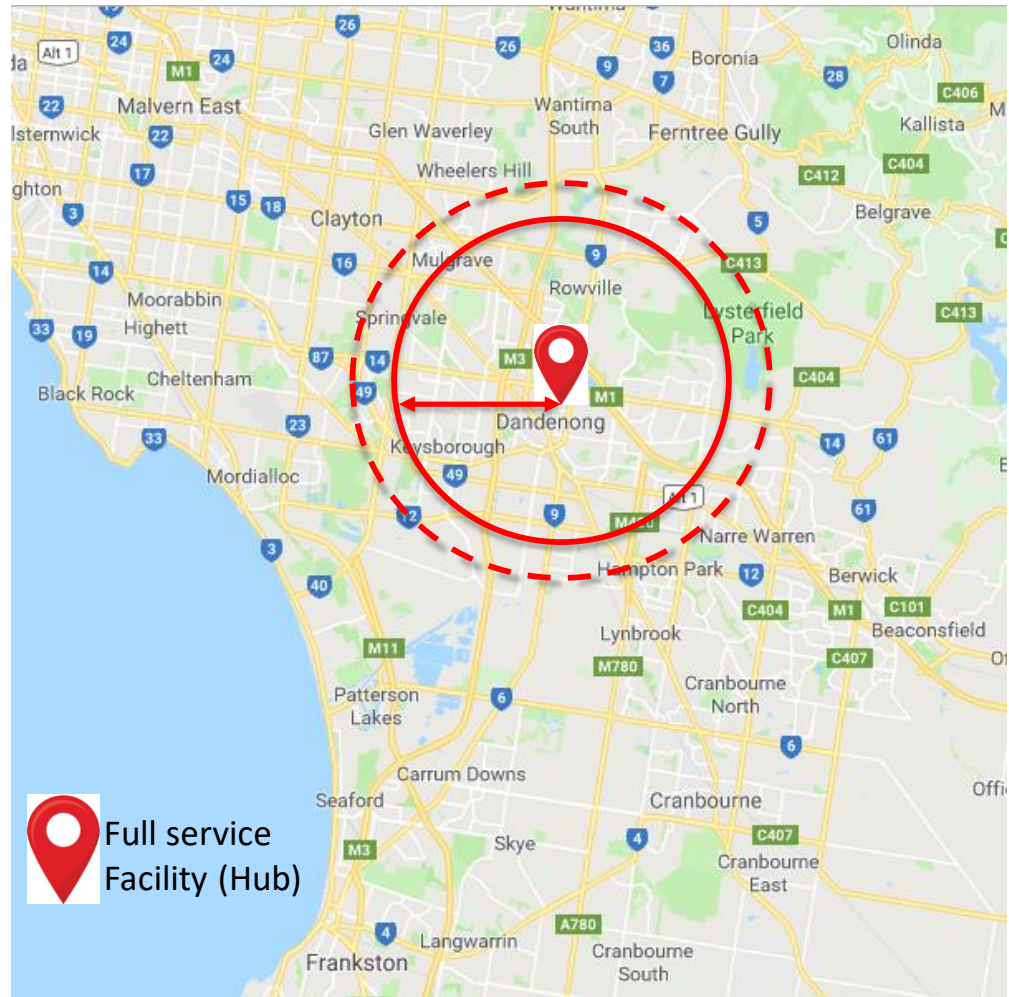 19
24
26
Wantirna
Alt 1
24
M1
26
36
9
7
Boronia
Olinda
28
C406
22
Malvern East
Glen Waverley
Wantirna
South
Ferntree Gully
Kallista
lsternwick
22
17
Wheelers Hill
C412
C404
ghton
3
15
18
Clayton
5
Belgrave
14
16
Mulgrave
9
C413
Moorabbin
Rowville
33
19
Highett
Springvale
Lysterfield
Park
C413
87
14
M3
Cheltenham
49
M1
C404
Black Rock
Dandenong
33
23
Keysborough
14
61
Mordialloc
49
Alt 1
12
9
M420
61
3
Narre Warren
40
Hampton Park
12
Berwick
C404
M1
C101
M11
Lynbrook
Beaconsfield
M780
C407
Patterson
Lakes
6
Cranbourne
North
6
Carrum Downs
Seaford
Cranbourne
Offi
Full service
Facility (Hub)
M3
Skye
4
C407
Cranbourne
East
4
Langwarrin
A780
Frankston
Cranbourne
South